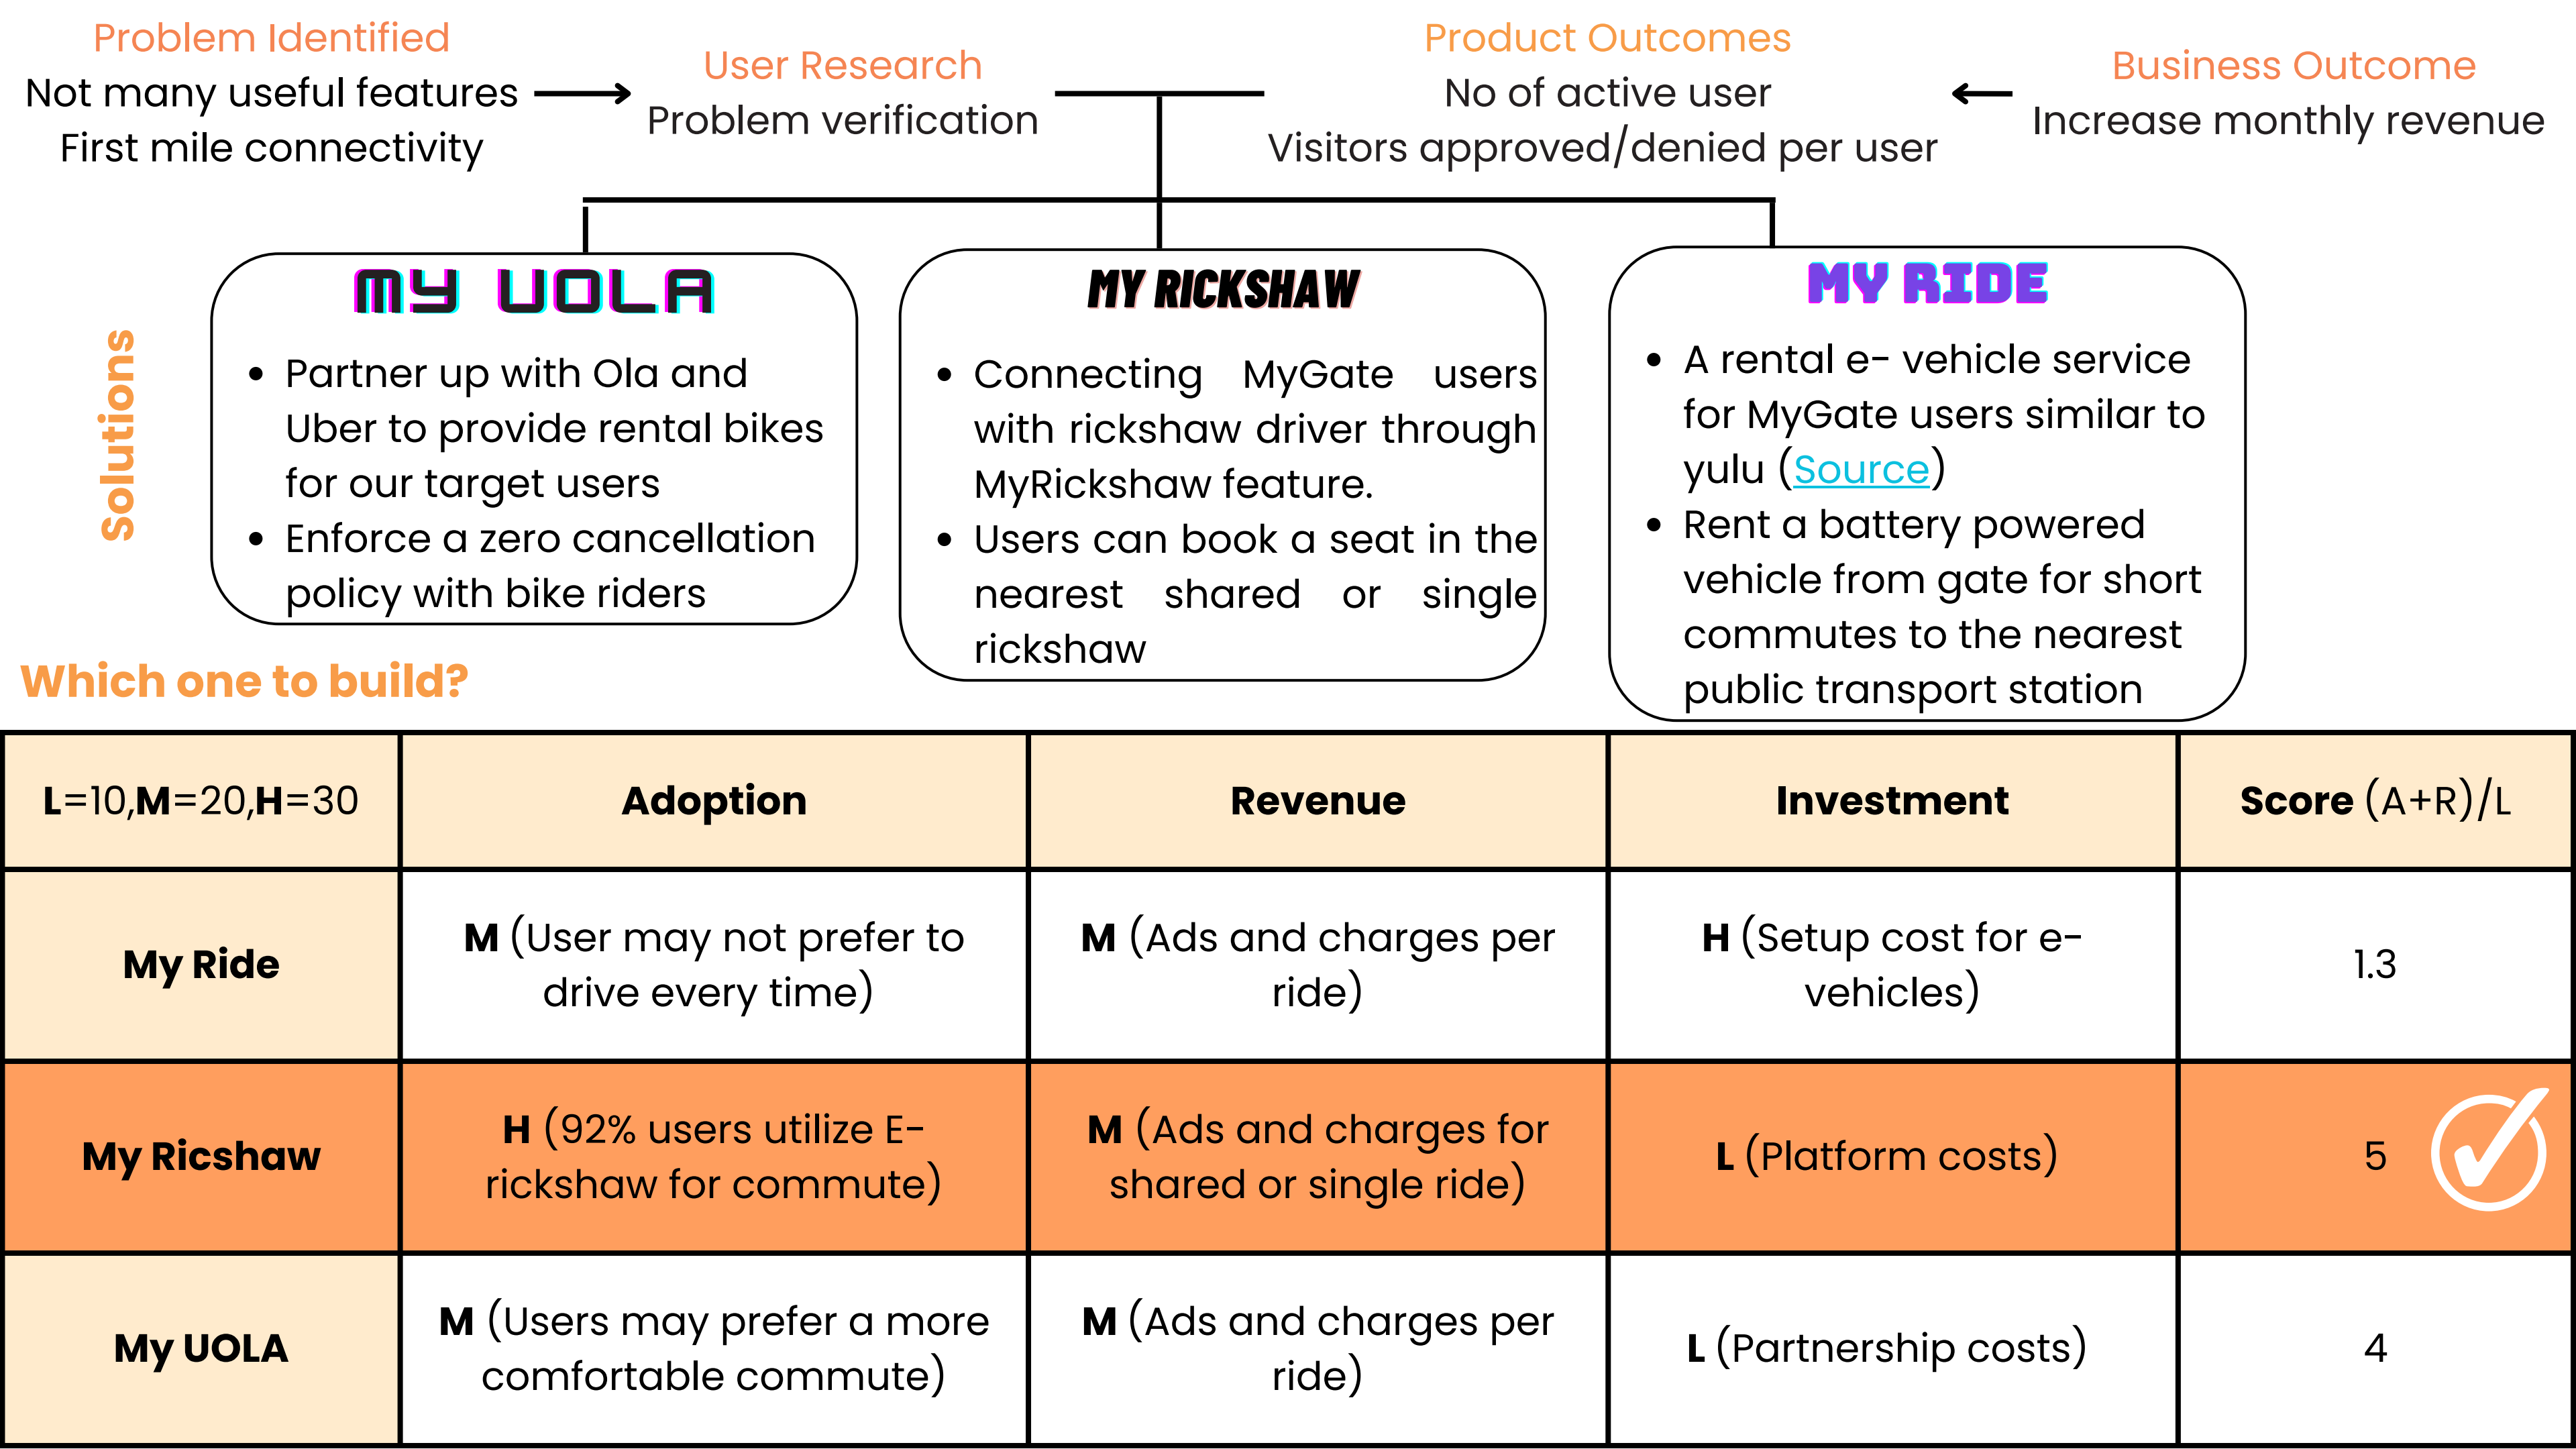 Problem Identified
Not many useful features
First mile connectivity
User Research
Problem verification
Product Outcomes
No of active user
Visitors approved/denied per user
Business Outcome
Increase monthly revenue
Solutions
MY UOLA
• Partner up with Ola and
Uber to provide rental bikes
for our target users
• Enforce a zero cancellation
policy with bike riders
MY RICKSHAW
• Connecting MyGate users
with rickshaw driver through
MyRickshaw feature.
• Users can book a seat in the
nearest shared or single
rickshaw
MY RIDE
• A rental e- vehicle service
for MyGate users similar to
yulu (Source)
• Rent a battery powered
vehicle from gate for short
commutes to the nearest
public transport station
Which one to build?
L=10,M=20,H=30
Adoption
Revenue
Investment
Score (A+R)/L
My Ride
M (User may not prefer to
drive every time)
M (Ads and charges per
ride)
H (Setup cost for e-
vehicles)
1.3
My Ricshaw
H (92% users utilize E-
rickshaw for commute)
M (Ads and charges for
shared or single ride)
L (Platform costs)
5
My UOLA
M (Users may prefer a more
comfortable commute)
M (Ads and charges per
ride)
L (Partnership costs)
4